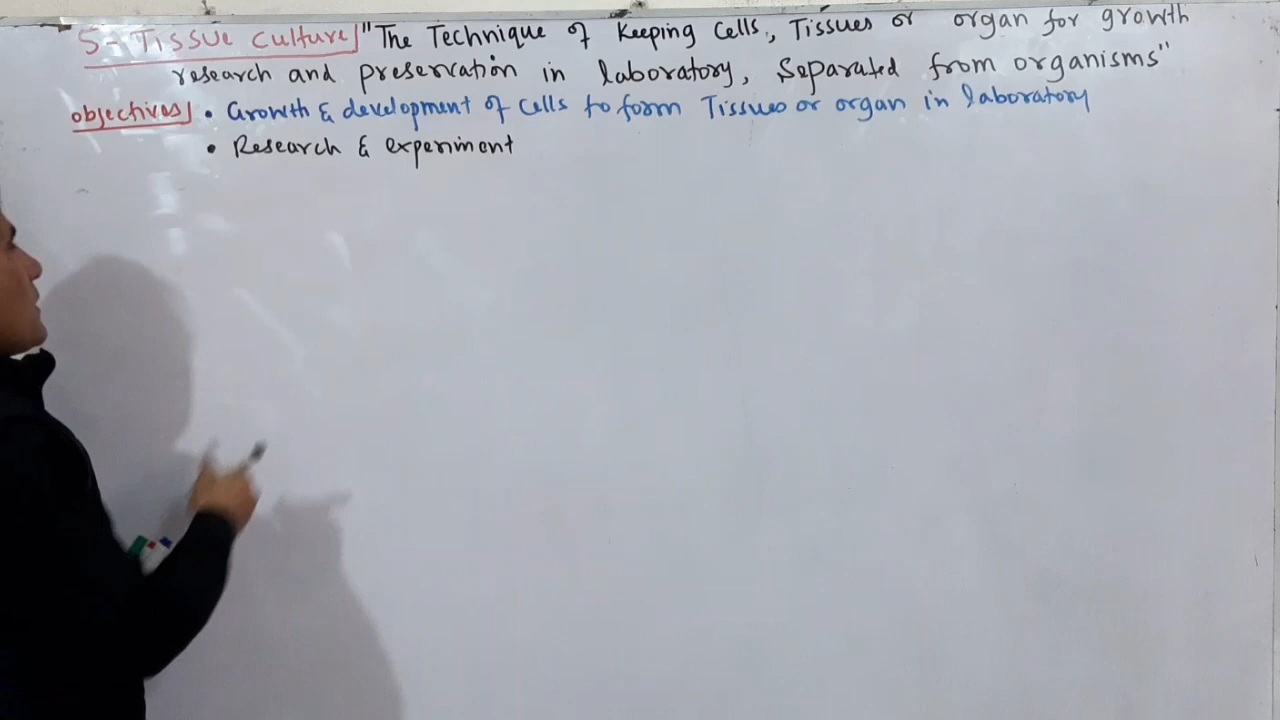 5- Tissue culture "The Technique of Keeping Cells, Tissues or organ for growth
research and preservation in laboratory, Separated from organisms"
objectives • Growth & development of cells to form Tissues or organ in laboratory
• Research & experiment